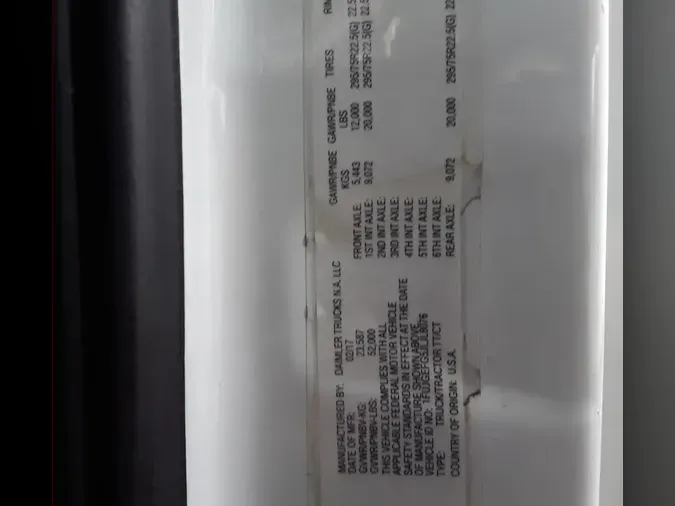 MANUFACTURED BY: DAIMLER TRUCKS N.A. LLC
DATE OF MFR: 02/17
GVWR/PNBV-KG: 23,587
GVWR/PNBV-LBS: 52,000
THIS VEHICLE COMPLIES WITH ALL
APPLICABLE FEDERAL MOTOR VEHICLE
SAFETY STANDARDS IN EFFECT AT THE DATE
OF MANUFACTURE SHOWN ABOVE.
VEHICLE ID NO:
TYPE: TRUCK/TRACTOR TT/CT
COUNTRY OF ORIGIN: U.S.A.
GAWR/PNBE GAWR/PNBE TIRES
KGS LBS
FRONT AXLE: 5,443 12,000 295/75R22.5(G)
1ST INT AXLE: 9,072 20,000 295/75R22.5(G)
2ND INT AXLE:
3RD INT AXLE:
4TH INT AXLE:
5TH INT AXLE:
6TH INT AXLE:
REAR AXLE: 9,072 20,000 295/75R22.5(G)